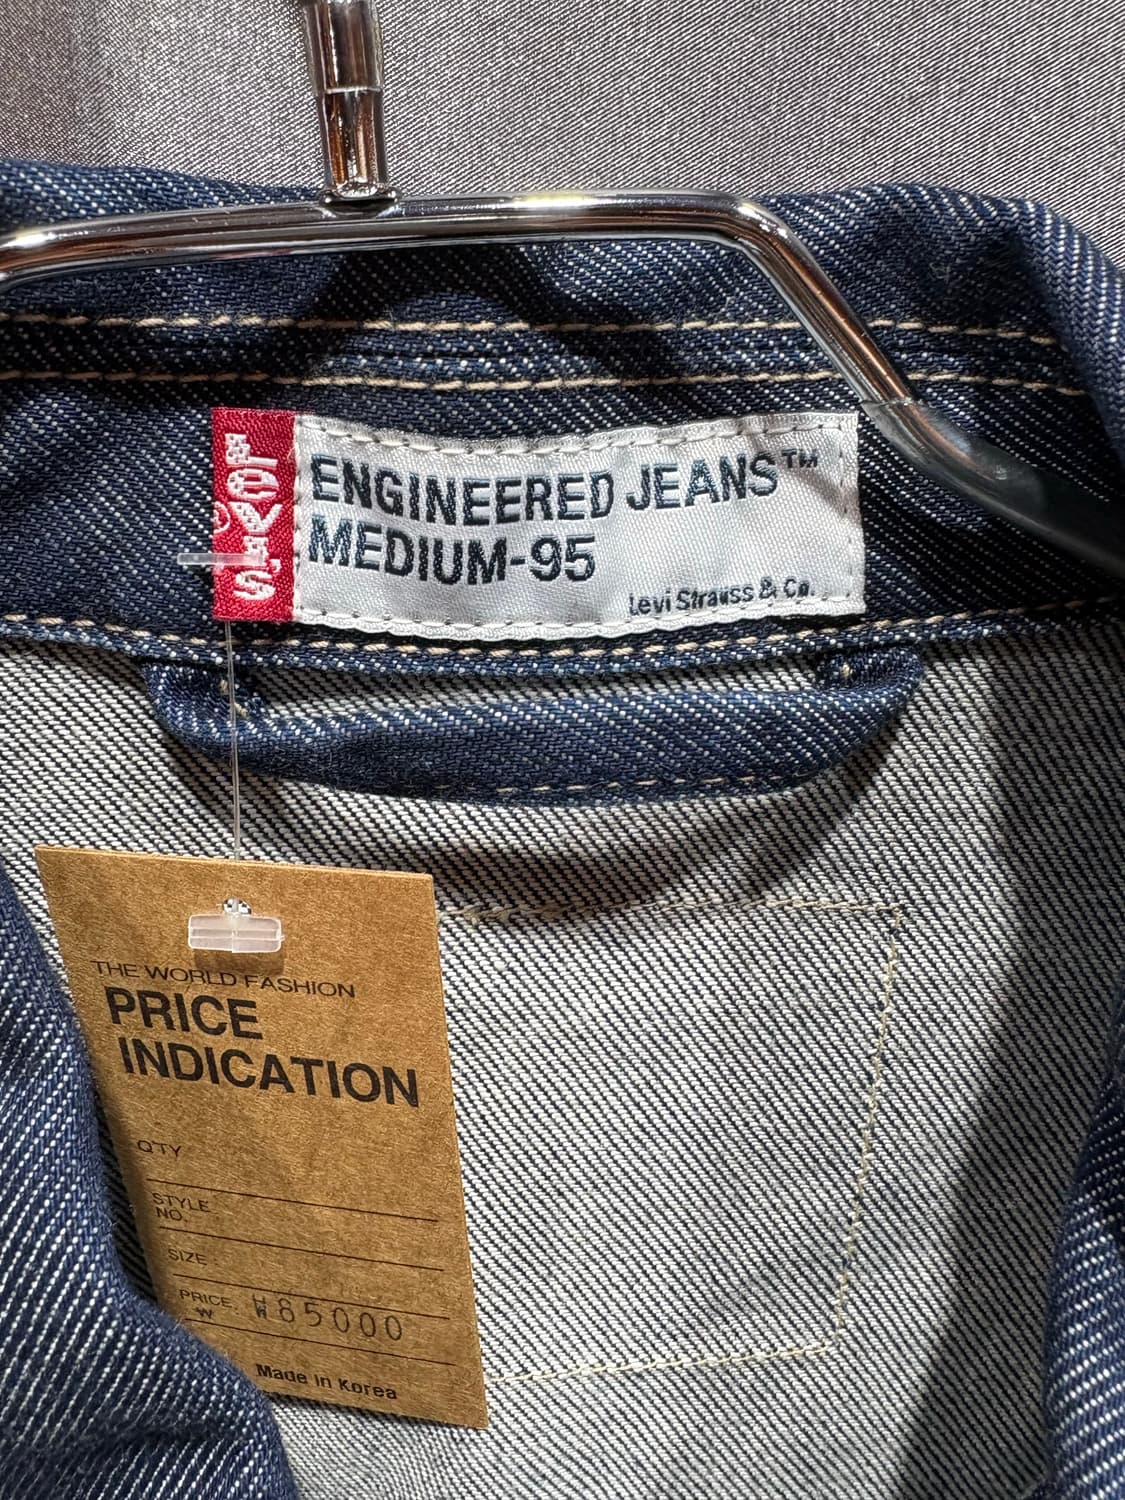 Levi's®
ENGINEERED JEANS™
MEDIUM-95
Levi Strauss & Co.
THE WORLD FASHION
PRICE
INDICATION
Q'TY
STYLE
NO.
SIZE :
PRICE.
₩
₩85000
Made in Korea